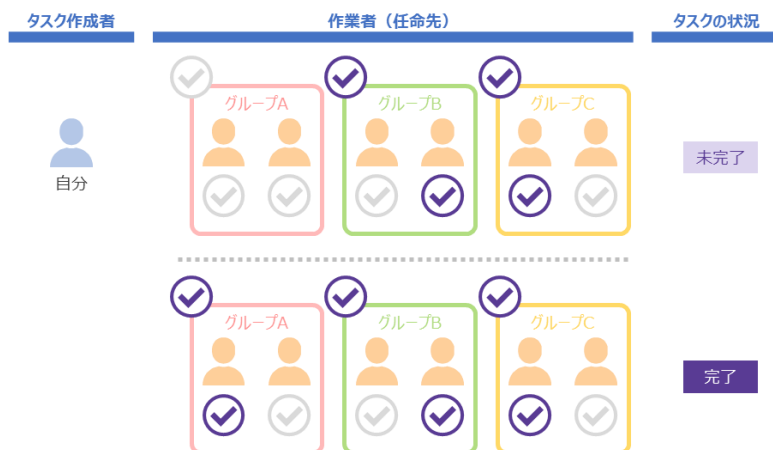 タスク作成者
作業者（任命先）
タスクの状況
グループA
グループB
グループC
自分
未完了
グループA
グループB
グループC
完了